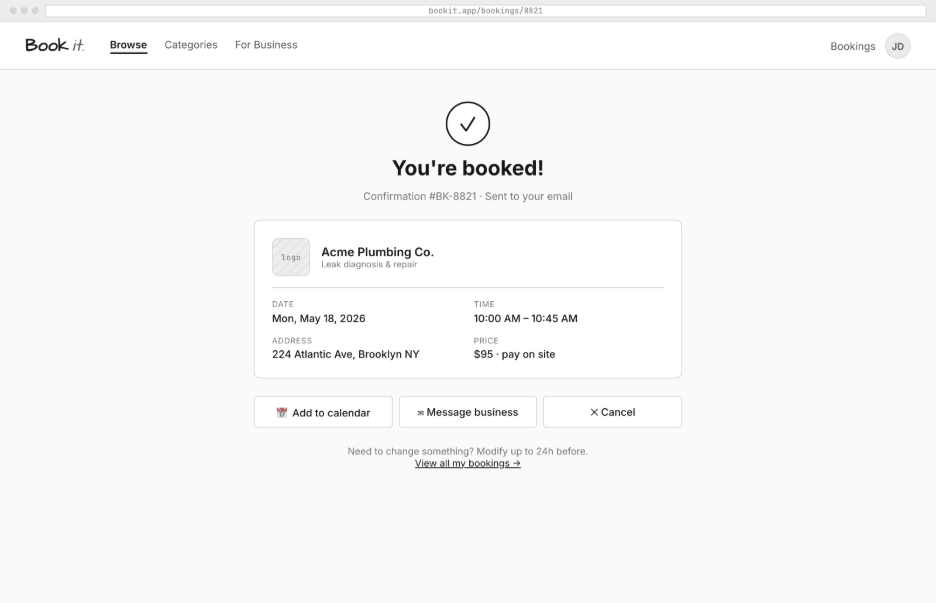 bookit.app/bookings/8821
Book it.
Browse
Categories
For Business
Bookings
JD
You're booked!
Confirmation #BK-8821 · Sent to your email
logo
Acme Plumbing Co.
Leak diagnosis & repair
DATE
Mon, May 18, 2026
TIME
10:00 AM – 10:45 AM
ADDRESS
224 Atlantic Ave, Brooklyn NY
PRICE
$95 · pay on site
📅 Add to calendar
✉ Message business
✕ Cancel
Need to change something? Modify up to 24h before.
View all my bookings →